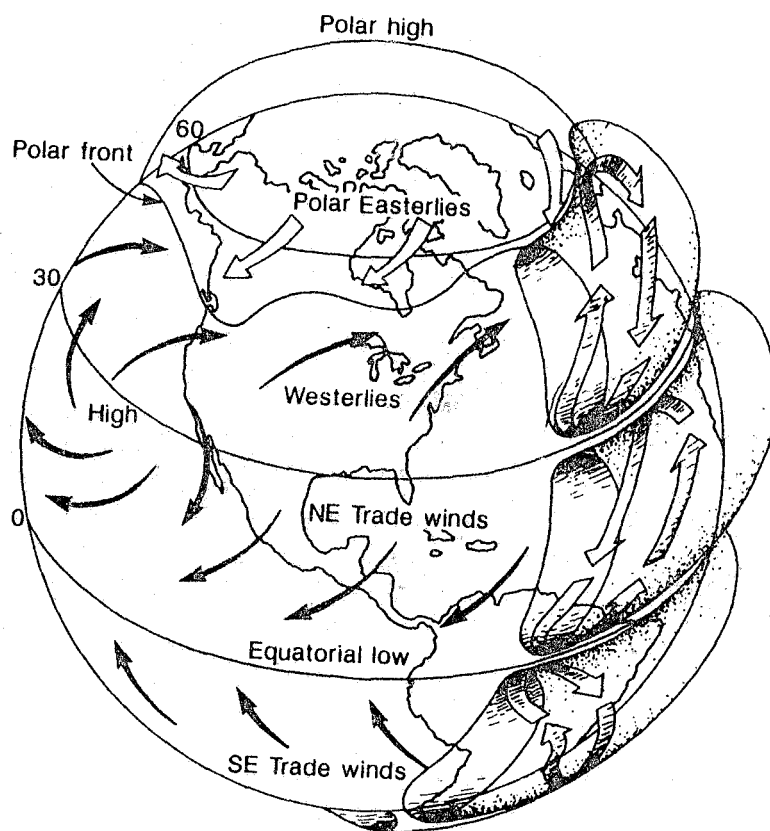 Polar high
60
Polar front
Polar Easterlies
30
Westerlies
High
NE Trade winds
0
Equatorial low
SE Trade winds